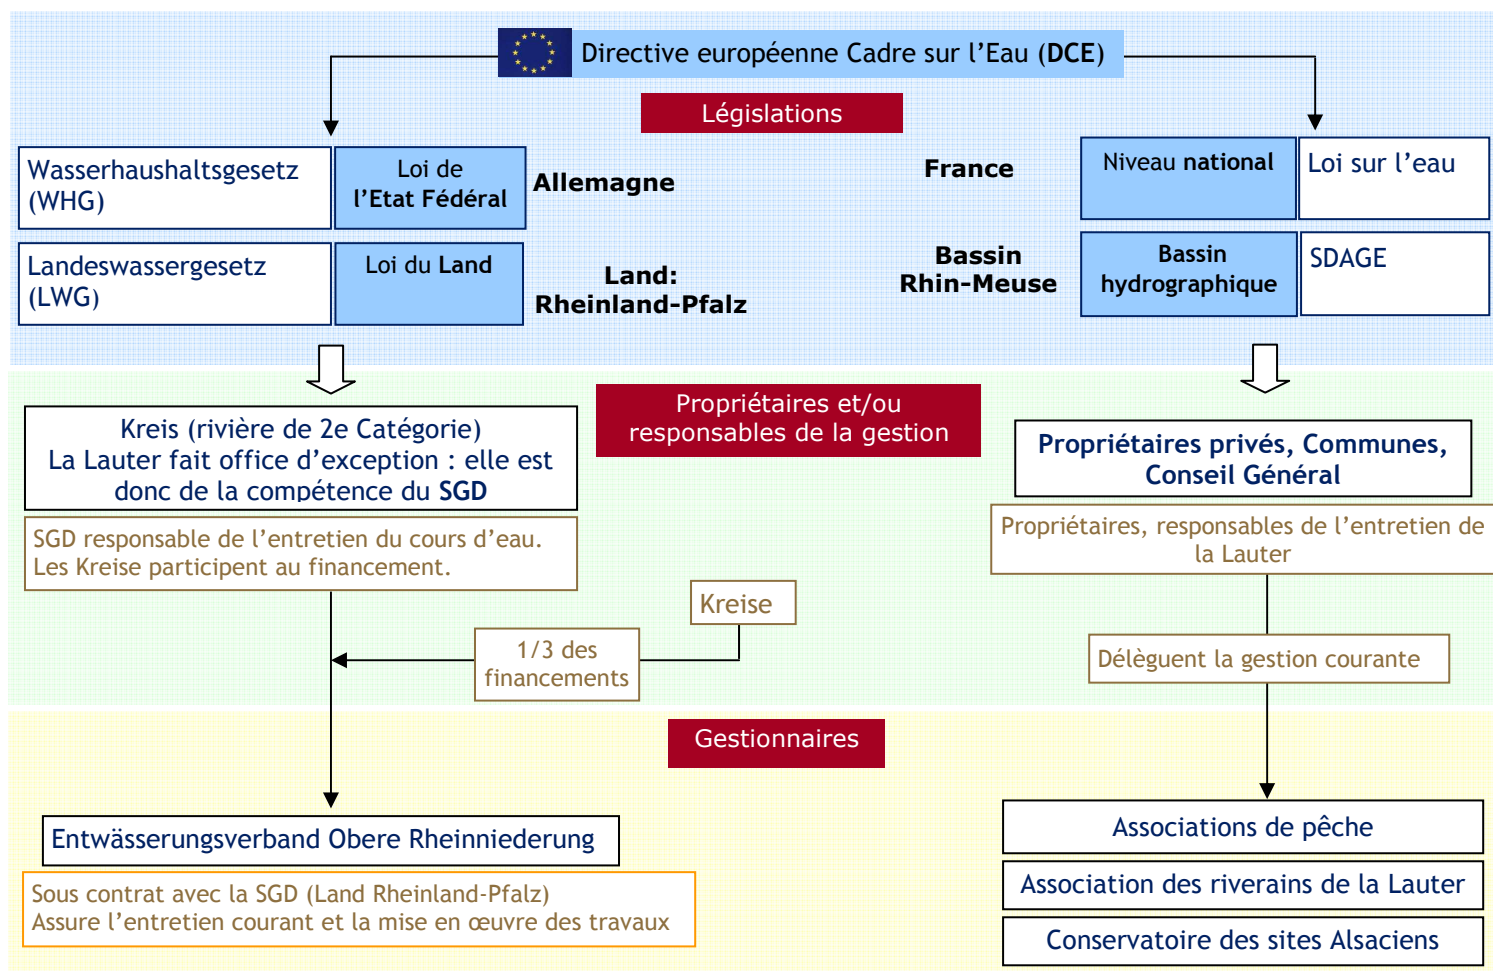 Directive européenne Cadre sur l'Eau (DCE)
Législations
Wasserhaushaltsgesetz
(WHG)
Loi de
l'Etat Fédéral
Allemagne
France
Niveau national
Loi sur l'eau
Landeswassergesetz
(LWG)
Loi du Land
Land:
Rheinland-Pfalz
Bassin
Rhin-Meuse
Bassin
hydrographique
SDAGE
Propriétaires et/ou
responsables de la gestion
Kreis (rivière de 2e Catégorie)
La Lauter fait office d'exception : elle est
donc de la compétence du SGD
SGD responsable de l'entretien du cours d'eau.
Les Kreise participent au financement.
Kreise
1/3 des
financements
Propriétaires privés, Communes,
Conseil Général
Propriétaires, responsables de l'entretien de
la Lauter
Délèguent la gestion courante
Gestionnaires
Entwässerungsverband Obere Rheinniederung
Sous contrat avec la SGD (Land Rheinland-Pfalz)
Assure l'entretien courant et la mise en œuvre des travaux
Associations de pêche
Association des riverains de la Lauter
Conservatoire des sites Alsaciens